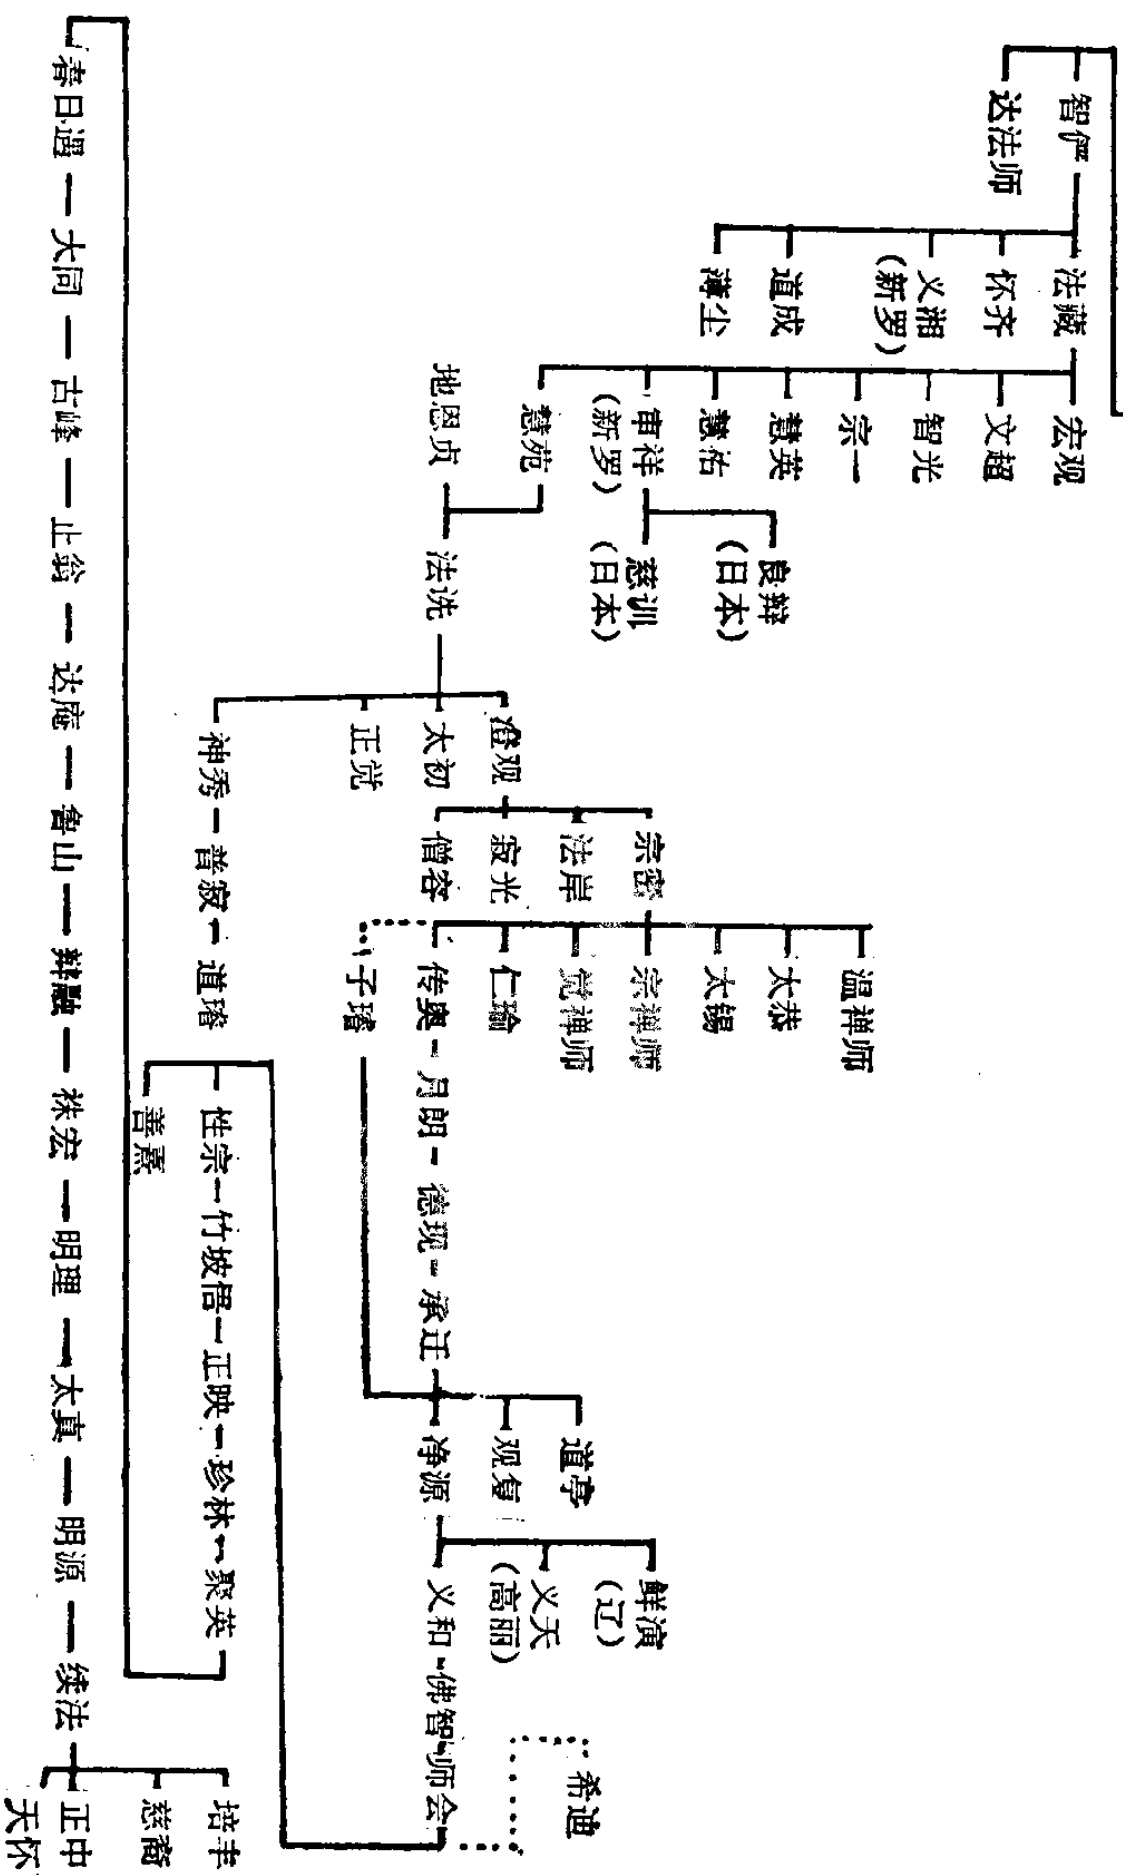 智俨
达法师
法藏
怀齐
义湘
(新罗)
道成
薄尘
宏观
文超
智光
宗一
慧英
慧佑
审祥
(新罗)
慧苑
地恩贞
良辩
(日本)
慈训
(日本)
法诜
澄观
太初
正觉
神秀
善寂
道璿
宗密
法岸
寂光
僧睿
温禅师
太恭
太锡
宗禅师
觉禅师
仁瑜
传奥
月朗
德现
承迁
子璿
道亭
观复
净源
鲜演
(辽)
义天
(高丽)
义和
佛智
师会
希迪
性宗
竹坡悟
正映
珍林
聚英
善熹
春日遇
大同
古峰
止翁
达庵
鲁山
辩融
袾宏
明理
太真
明源
续法
培丰
慈裔
正中
天怀